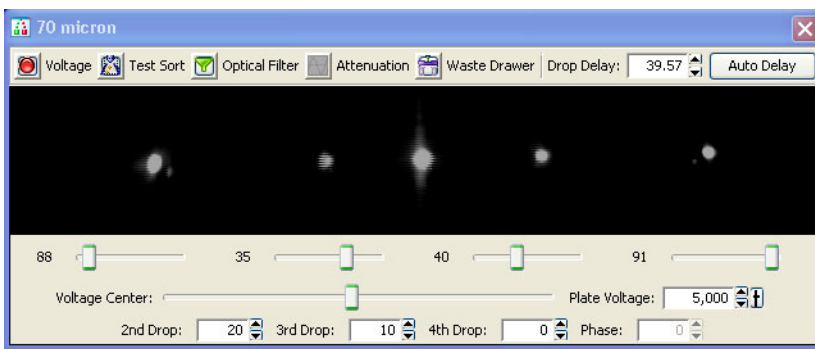 70 micron
Voltage Test Sort Optical Filter Attenuation Waste Drawer Drop Delay: 39.57 Auto Delay
88 35 40 91
Voltage Center: Plate Voltage: 5,000
2nd Drop: 20 3rd Drop: 10 4th Drop: 0 Phase: 0